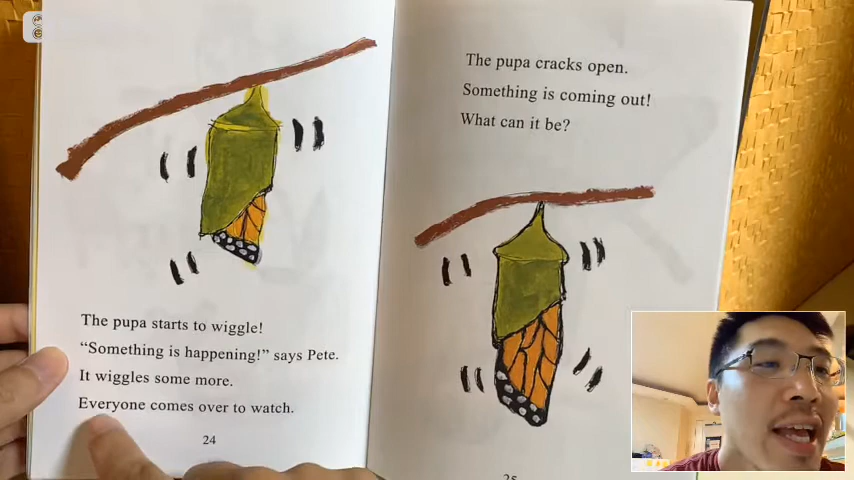 The pupa starts to wiggle!
“Something is happening!” says Pete.
It wiggles some more.
Everyone comes over to watch.
24
The pupa cracks open.
Something is coming out!
What can it be?
25